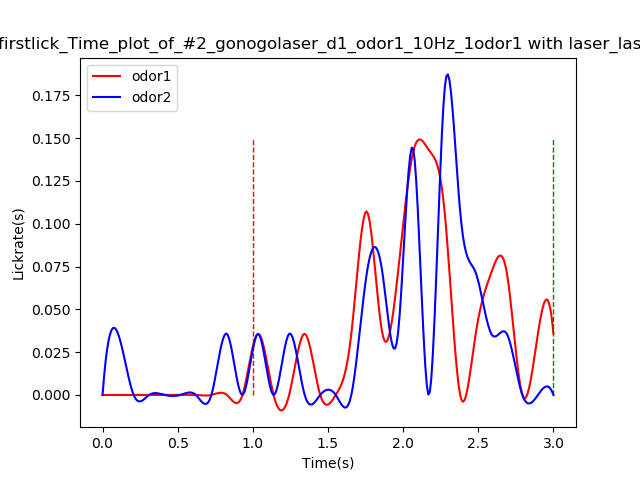 firstlick_Time_plot_of_#2_gonogolaser_d1_odor1_10Hz_1odor1 with laser_las
odor1
odor2
0.175
0.150
0.125
0.100
0.075
0.050
0.025
0.000
Lickrate(s)
0.0 0.5 1.0 1.5 2.0 2.5 3.0
Time(s)